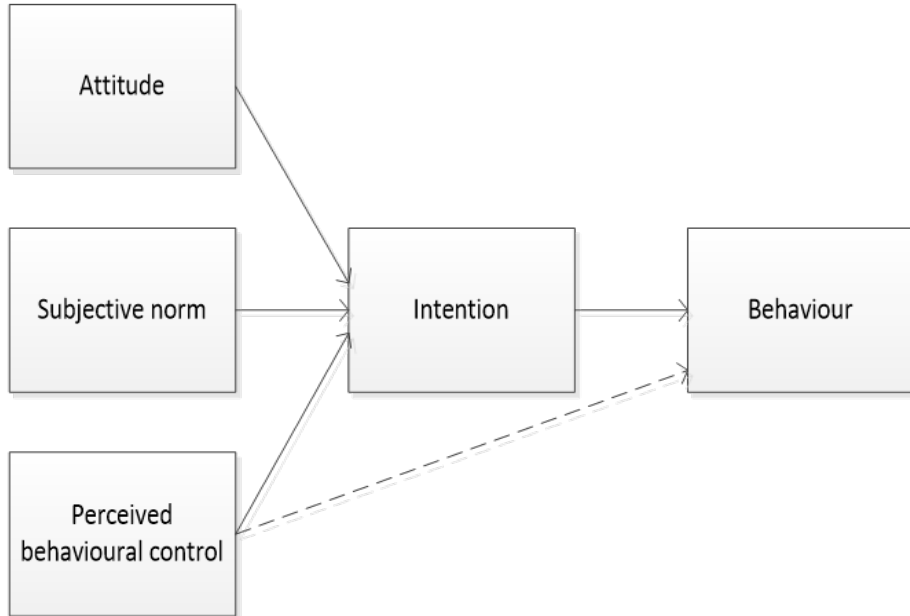 Attitude
Subjective norm
Intention
Behaviour
Perceived
behavioural control